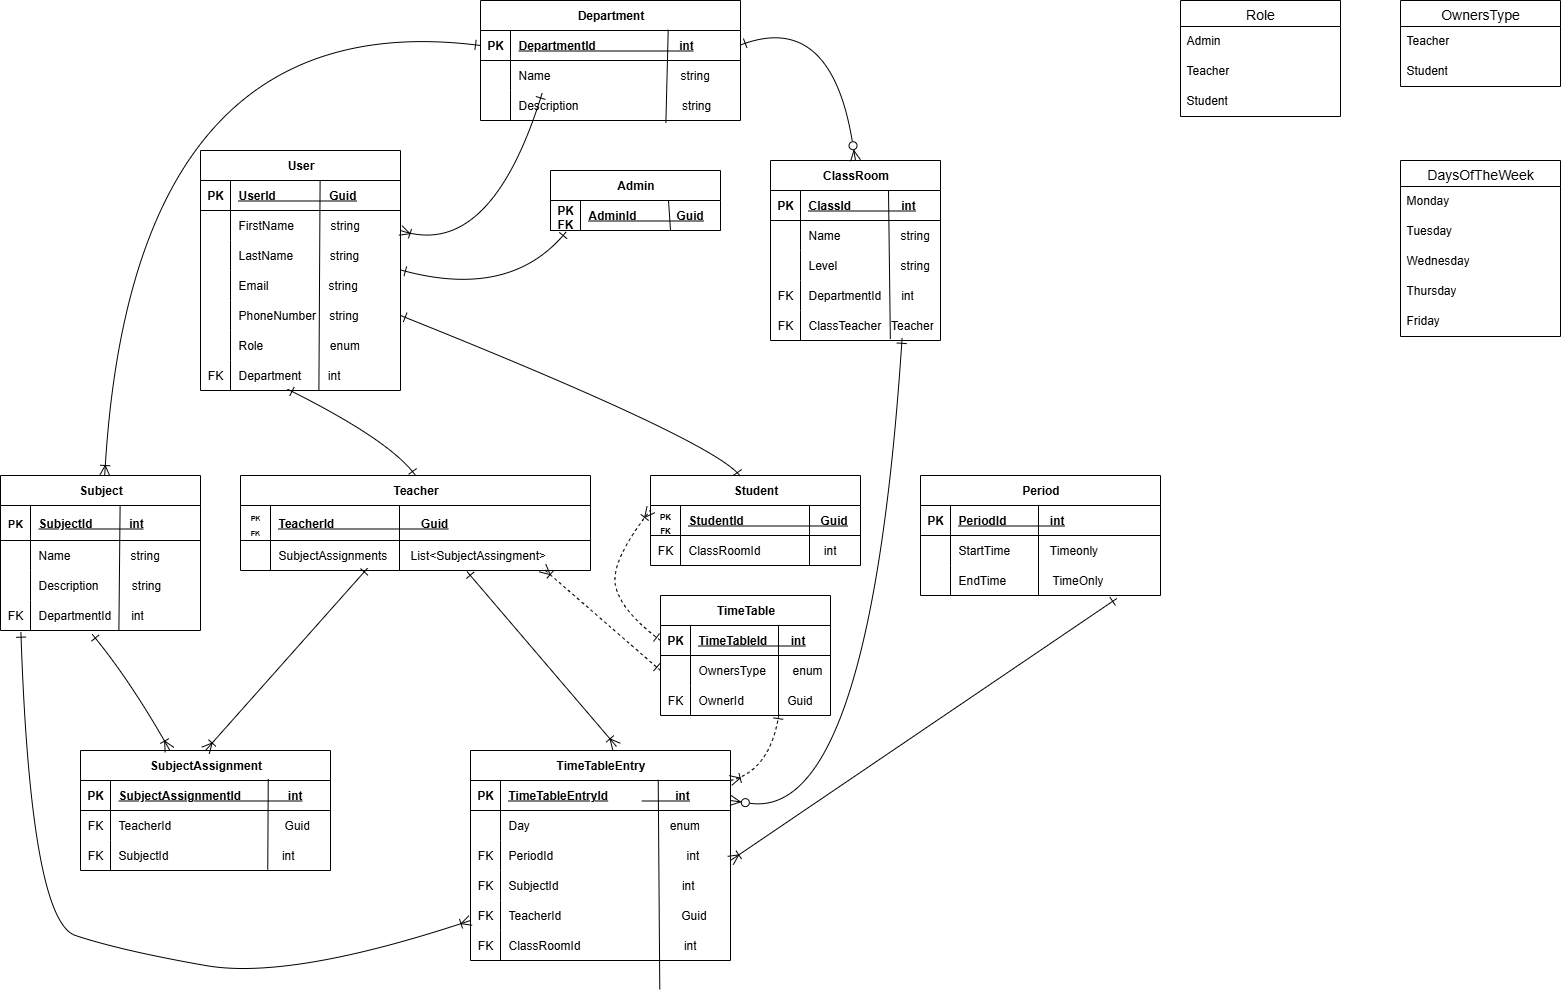 Department
PK DepartmentId int
Name string
Description string
Role
Admin
Teacher
Student
OwnersType
Teacher
Student
User
PK UserId Guid
FirstName string
LastName string
Email string
PhoneNumber string
Role enum
FK Department int
Admin
PK
FK
AdminId Guid
ClassRoom
PK ClassId int
Name string
Level string
FK DepartmentId int
FK ClassTeacher Teacher
DaysOfTheWeek
Monday
Tuesday
Wednesday
Thursday
Friday
Subject
PK SubjectId int
Name string
Description string
FK DepartmentId int
Teacher
PK
FK
TeacherId Guid
SubjectAssignments List<SubjectAssingment>
Student
PK
FK
StudentId Guid
FK ClassRoomId int
Period
PK PeriodId int
StartTime Timeonly
EndTime TimeOnly
TimeTable
PK TimeTableId int
OwnersType enum
FK OwnerId Guid
SubjectAssignment
PK SubjectAssignmentId int
FK TeacherId Guid
FK SubjectId int
TimeTableEntry
PK TimeTableEntryId int
Day enum
FK PeriodId int
FK SubjectId int
FK TeacherId Guid
FK ClassRoomId int